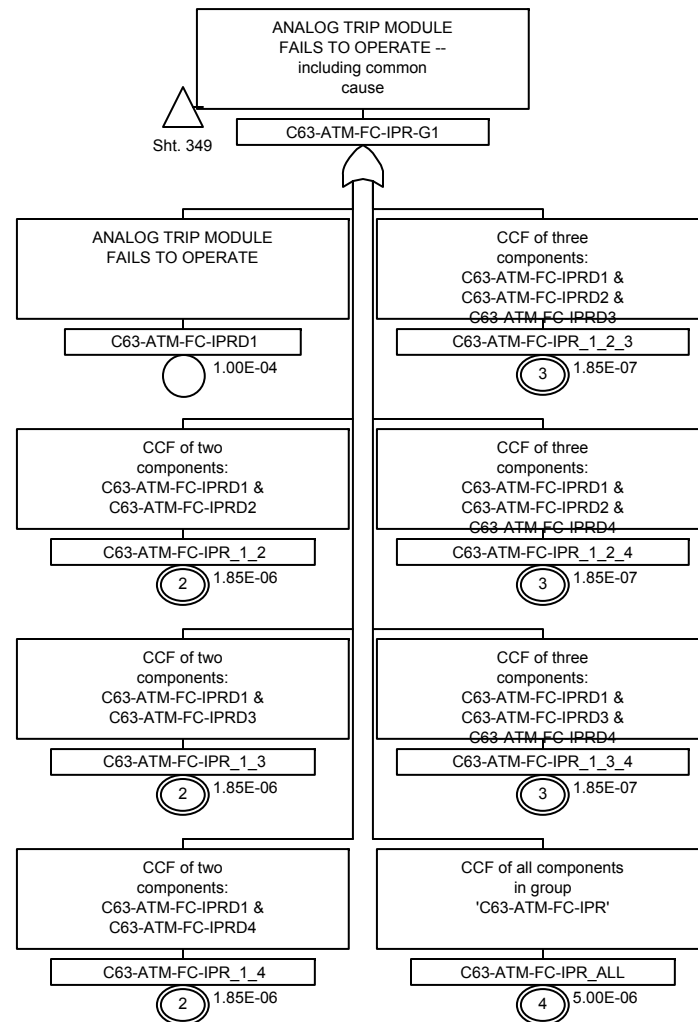 ANALOG TRIP MODULE
FAILS TO OPERATE --
including common
cause
Sht. 349
C63-ATM-FC-IPR-G1
ANALOG TRIP MODULE
FAILS TO OPERATE
C63-ATM-FC-IPRD1
1.00E-04
CCF of three
components:
C63-ATM-FC-IPRD1 &
C63-ATM-FC-IPRD2 &
C63-ATM-FC-IPRD3
C63-ATM-FC-IPR_1_2_3
3
1.85E-07
CCF of two
components:
C63-ATM-FC-IPRD1 &
C63-ATM-FC-IPRD2
C63-ATM-FC-IPR_1_2
2
1.85E-06
CCF of three
components:
C63-ATM-FC-IPRD1 &
C63-ATM-FC-IPRD2 &
C63-ATM-FC-IPRD4
C63-ATM-FC-IPR_1_2_4
3
1.85E-07
CCF of two
components:
C63-ATM-FC-IPRD1 &
C63-ATM-FC-IPRD3
C63-ATM-FC-IPR_1_3
2
1.85E-06
CCF of three
components:
C63-ATM-FC-IPRD1 &
C63-ATM-FC-IPRD3 &
C63-ATM-FC-IPRD4
C63-ATM-FC-IPR_1_3_4
3
1.85E-07
CCF of two
components:
C63-ATM-FC-IPRD1 &
C63-ATM-FC-IPRD4
C63-ATM-FC-IPR_1_4
2
1.85E-06
CCF of all components
in group
'C63-ATM-FC-IPR'
C63-ATM-FC-IPR_ALL
4
5.00E-06